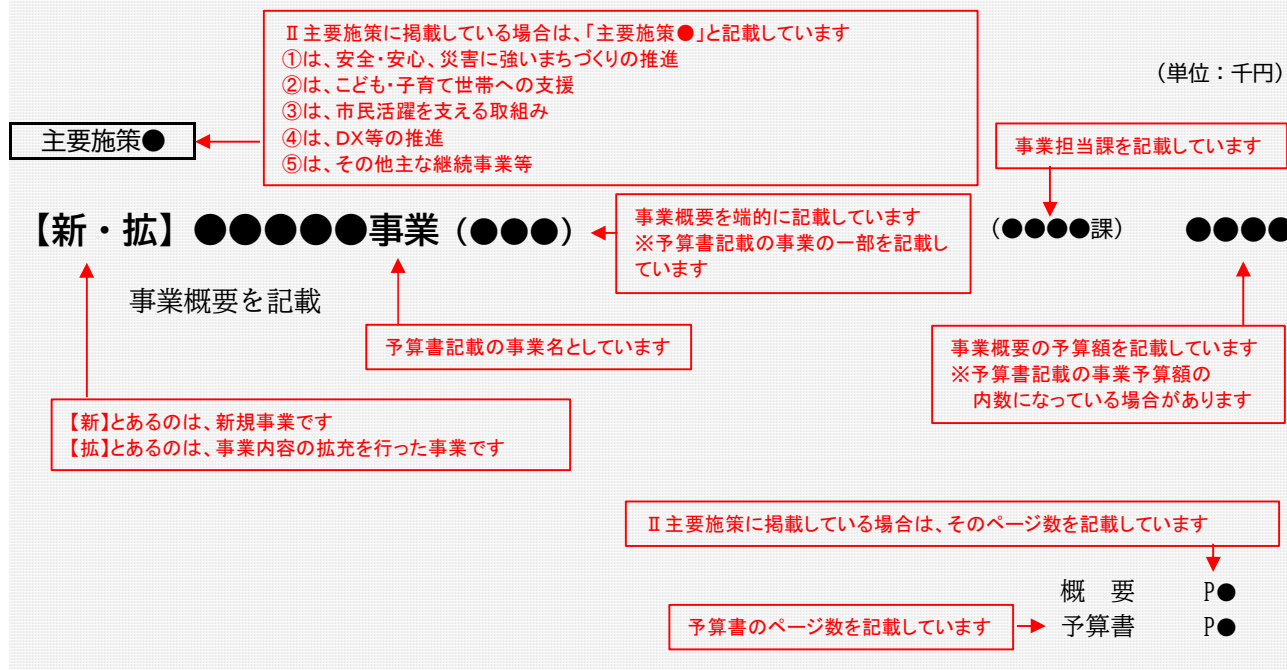 Ⅱ主要施策に掲載している場合は、「主要施策●」と記載しています
①は、安全・安心、災害に強いまちづくりの推進
②は、こども・子育て世帯への支援
③は、市民活躍を支える取組み
④は、DX等の推進
⑤は、その他主な継続事業等
（単位：千円）
主要施策●
事業担当課を記載しています
【新・拡】●●●●●事業（●●●）
事業概要を端的に記載しています
※予算書記載の事業の一部を記載し
ています
（●●●●課）
●●●●
事業概要を記載
予算書記載の事業名としています
事業概要の予算額を記載しています
※予算書記載の事業予算額の
内数になっている場合があります
【新】とあるのは、新規事業です
【拡】とあるのは、事業内容の拡充を行った事業です
Ⅱ主要施策に掲載している場合は、そのページ数を記載しています
概　要　P●
予算書のページ数を記載しています
予算書　P●